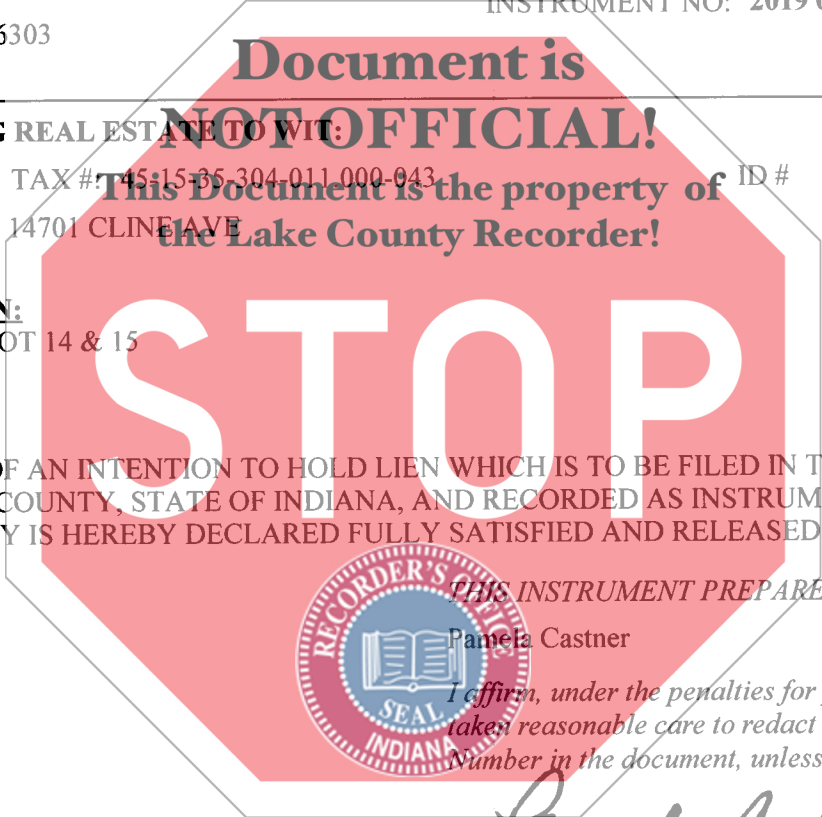 INSTRUMENT NO: 2019 0
6303
Document is
NOT OFFICIAL!
G REAL ESTATE TO WIT:
TAX #: 45-15-35-304-011.000-043
ID #
This Document is the property of
14701 CLINE AVE
the Lake County Recorder!
N:
OT 14 & 15
STOP
OF AN INTENTION TO HOLD LIEN WHICH IS TO BE FILED IN T
COUNTY, STATE OF INDIANA, AND RECORDED AS INSTRUM
Y IS HEREBY DECLARED FULLY SATISFIED AND RELEASED
THIS INSTRUMENT PREPARE
Pamela Castner
I affirm, under the penalties for
taken reasonable care to redact
Number in the document, unless
RECORDER'S OFFICE
SEAL
INDIANA